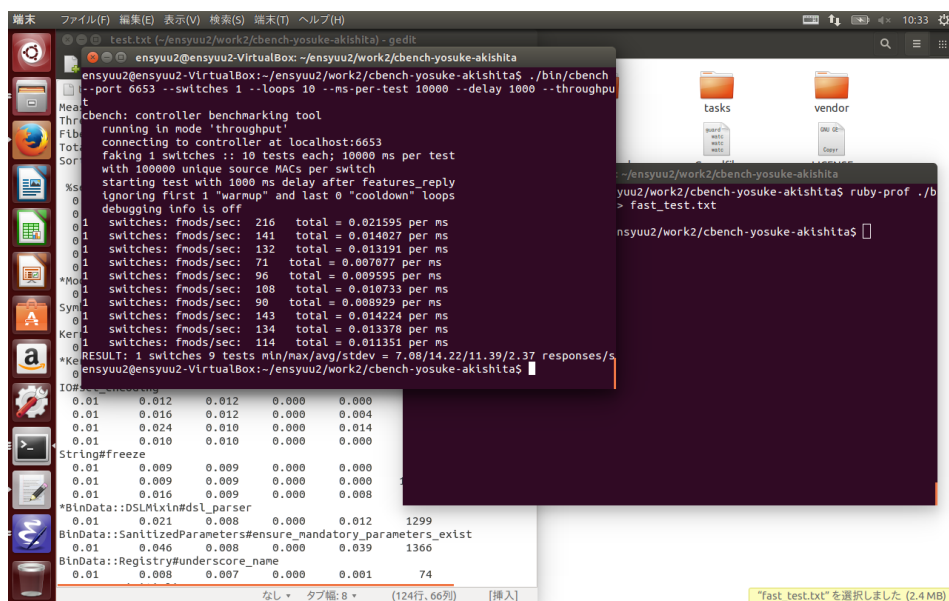 端末 ファイル(F) 編集(E) 表示(V) 検索(S) 端末(T) ヘルプ(H) 10:33
test.txt (~/ensyuu2/work2/cbench-yosuke-akishita) - gedit
ensyuu2@ensyuu2-VirtualBox: ~/ensyuu2/work2/cbench-yosuke-akishita
ensyuu2@ensyuu2-VirtualBox:~/ensyuu2/work2/cbench-yosuke-akishita$ ./bin/cbench
--port 6653 --switches 1 --loops 10 --ms-per-test 10000 --delay 1000 --throughpu
t
cbench: controller benchmarking tool
running in mode 'throughput'
connecting to controller at localhost:6653
faking 1 switches :: 10 tests each; 10000 ms per test
with 100000 unique source MACs per switch
starting test with 1000 ms delay after features_reply
ignoring first 1 "warmup" and last 0 "cooldown" loops
debugging info is off
1 switches: fmods/sec: 216 total = 0.021595 per ms
1 switches: fmods/sec: 141 total = 0.014027 per ms
1 switches: fmods/sec: 132 total = 0.013191 per ms
1 switches: fmods/sec: 71 total = 0.007077 per ms
1 switches: fmods/sec: 96 total = 0.009595 per ms
1 switches: fmods/sec: 108 total = 0.010733 per ms
1 switches: fmods/sec: 90 total = 0.008929 per ms
1 switches: fmods/sec: 143 total = 0.014224 per ms
1 switches: fmods/sec: 134 total = 0.013378 per ms
1 switches: fmods/sec: 114 total = 0.011351 per ms
RESULT: 1 switches 9 tests min/max/avg/stdev = 7.08/14.22/11.39/2.37 responses/s
ensyuu2@ensyuu2-VirtualBox:~/ensyuu2/work2/cbench-yosuke-akishita$
Meas
Thre
Fibe
Tota
Sor
%se
*Mod
Symb
Kern
*Ker
0.01 0.012 0.012 0.000 0.000
0.01 0.016 0.012 0.000 0.004
0.01 0.024 0.010 0.000 0.014
0.01 0.010 0.010 0.000 0.000
String#freeze
0.01 0.009 0.009 0.000 0.000
0.01 0.009 0.009 0.000 0.000
0.01 0.016 0.009 0.000 0.008
*BinData::DSLMixin#dsl_parser
0.01 0.021 0.008 0.000 0.012 1299
BinData::SanitizedParameters#ensure_mandatory_parameters_exist
0.01 0.046 0.008 0.000 0.039 1366
BinData::Registry#underscore_name
0.01 0.008 0.007 0.000 0.001 74
なし タブ幅: 8 (124行、66列) [挿入]
tasks vendor
~/ensyuu2/work2/cbench-yosuke-akishita
yuu2/work2/cbench-yosuke-akishita$ ruby-prof ./b
> fast_test.txt
nsyuu2/work2/cbench-yosuke-akishita$
"fast_test.txt" を選択しました (2.4 MB)